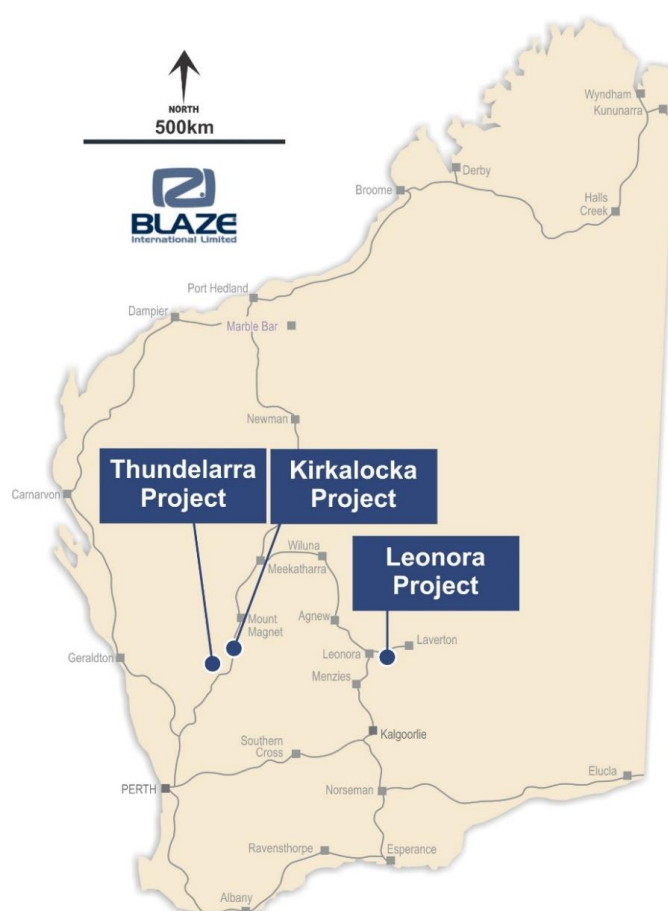 NORTH
500km
BLAZE
International Limited
Wyndham
Kununarra
Derby
Broome
Halls
Creek
Port Hedland
Dampier
Marble Bar
Newman
Thundelarra
Project
Kirkalocka
Project
Carnarvon
Leonora
Project
Wiluna
Meekatharra
Mount
Magnet
Agnew
Laverton
Leonora
Geraldton
Menzies
Kalgoorlie
Southern
Cross
Elucla
PERTH
Norseman
Ravensthorpe
Esperance
Albany